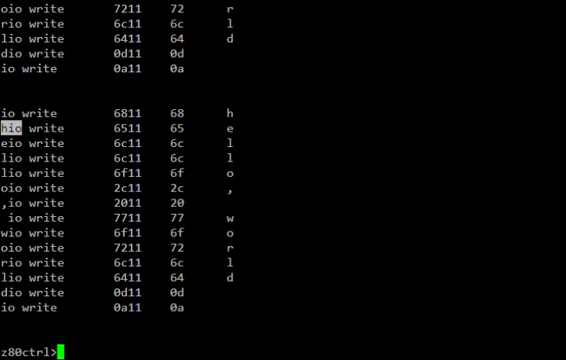 oio write 7211 72 r
rio write 6c11 6c l
lio write 6411 64 d
dio write 0d11 0d
io write 0a11 0a
io write 6811 68 h
hio write 6511 65 e
eio write 6c11 6c l
lio write 6c11 6c l
lio write 6f11 6f o
oio write 2c11 2c ,
,io write 2011 20
io write 7711 77 w
wio write 6f11 6f o
oio write 7211 72 r
rio write 6c11 6c l
lio write 6411 64 d
dio write 0d11 0d
io write 0a11 0a
z80ctrl>